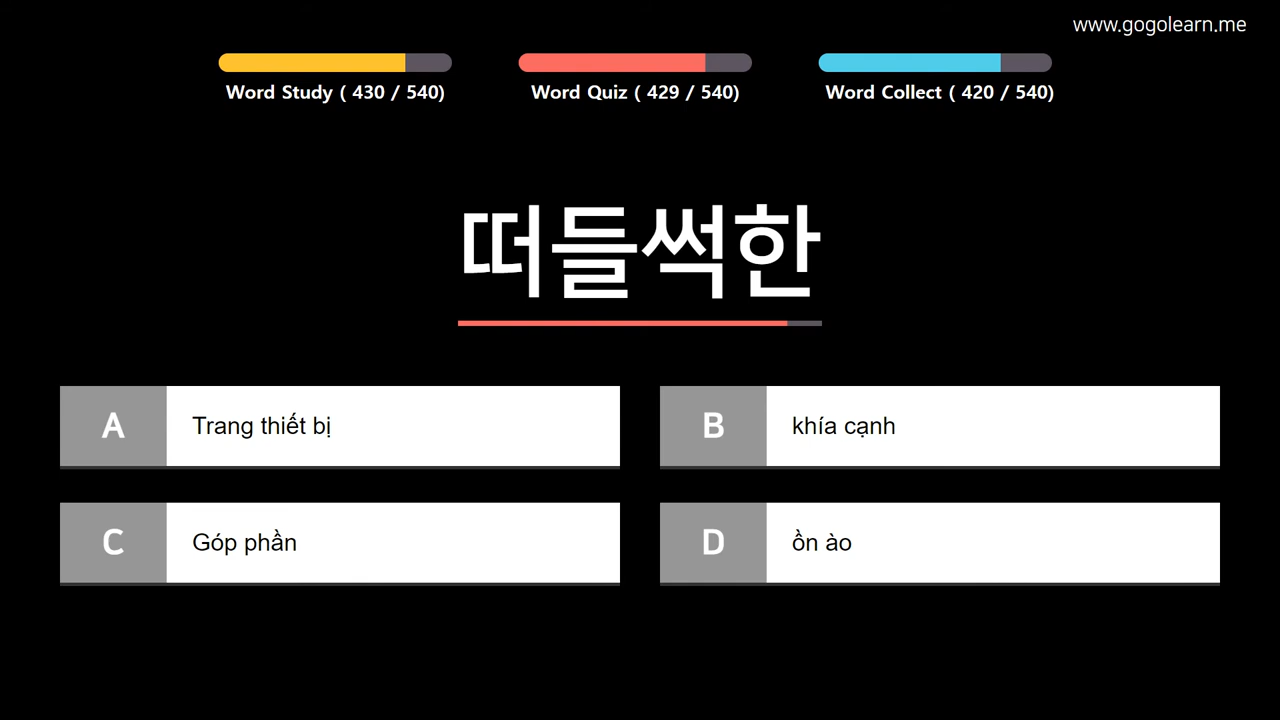 www.gogolearn.me
Word Study ( 430 / 540)
Word Quiz ( 429 / 540)
Word Collect ( 420 / 540)
떠들썩한
A Trang thiết bị
B khía cạnh
C Góp phần
D ồn ào